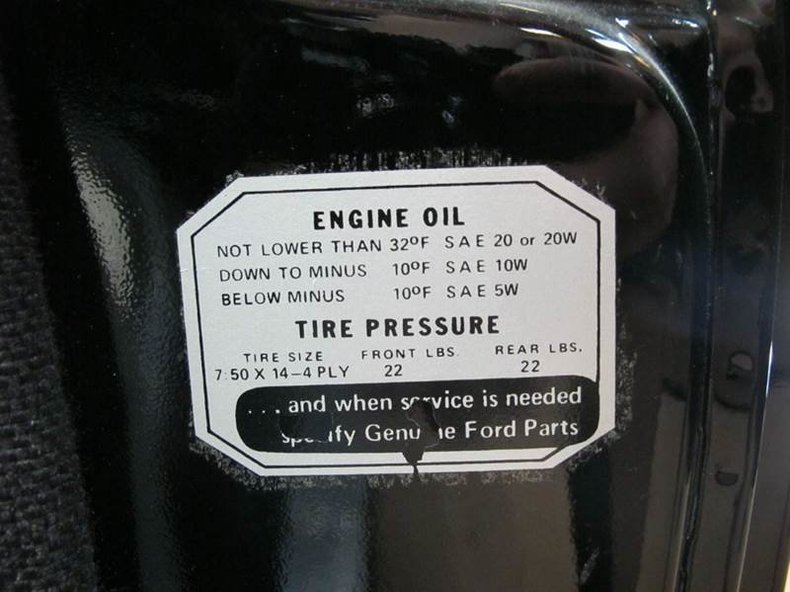 ENGINE OIL
NOT LOWER THAN 32ºF SAE 20 or 20W
DOWN TO MINUS 10ºF SAE 10W
BELOW MINUS 10ºF SAE 5W
TIRE PRESSURE
TIRE SIZE FRONT LBS. REAR LBS.
7.50 X 14-4 PLY 22 22
...and when service is needed
Specify Genuine Ford Parts